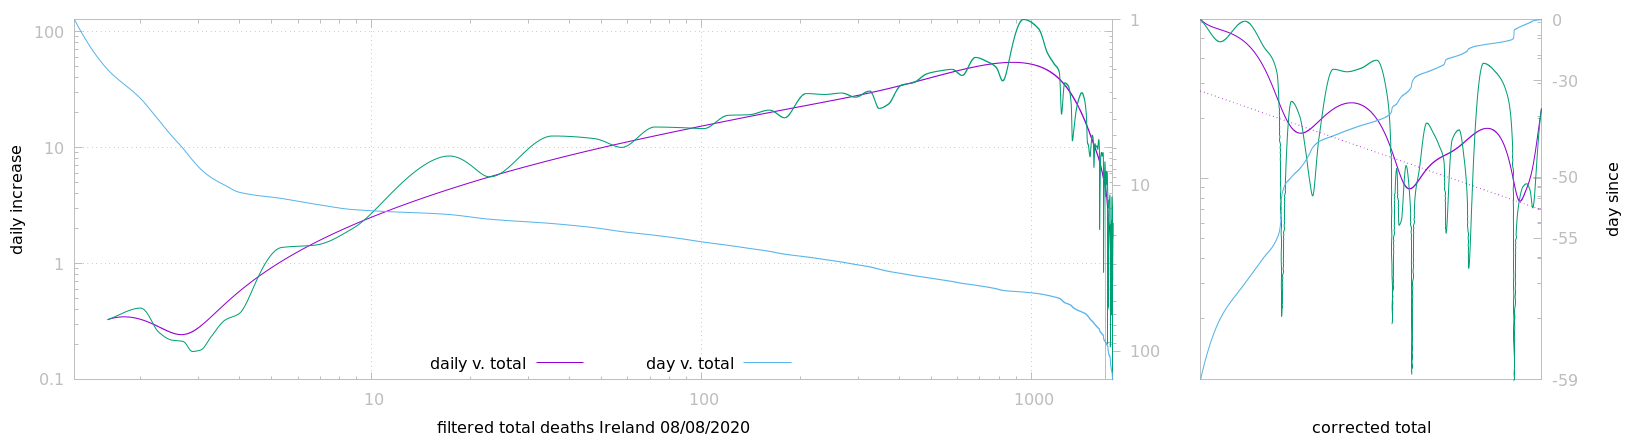 daily increase
100
10
1
0.1
10
100
1000
1
10
100
daily v. total
day v. total
filtered total deaths Ireland 08/08/2020
0
-30
-50
-55
-59
day since
corrected total